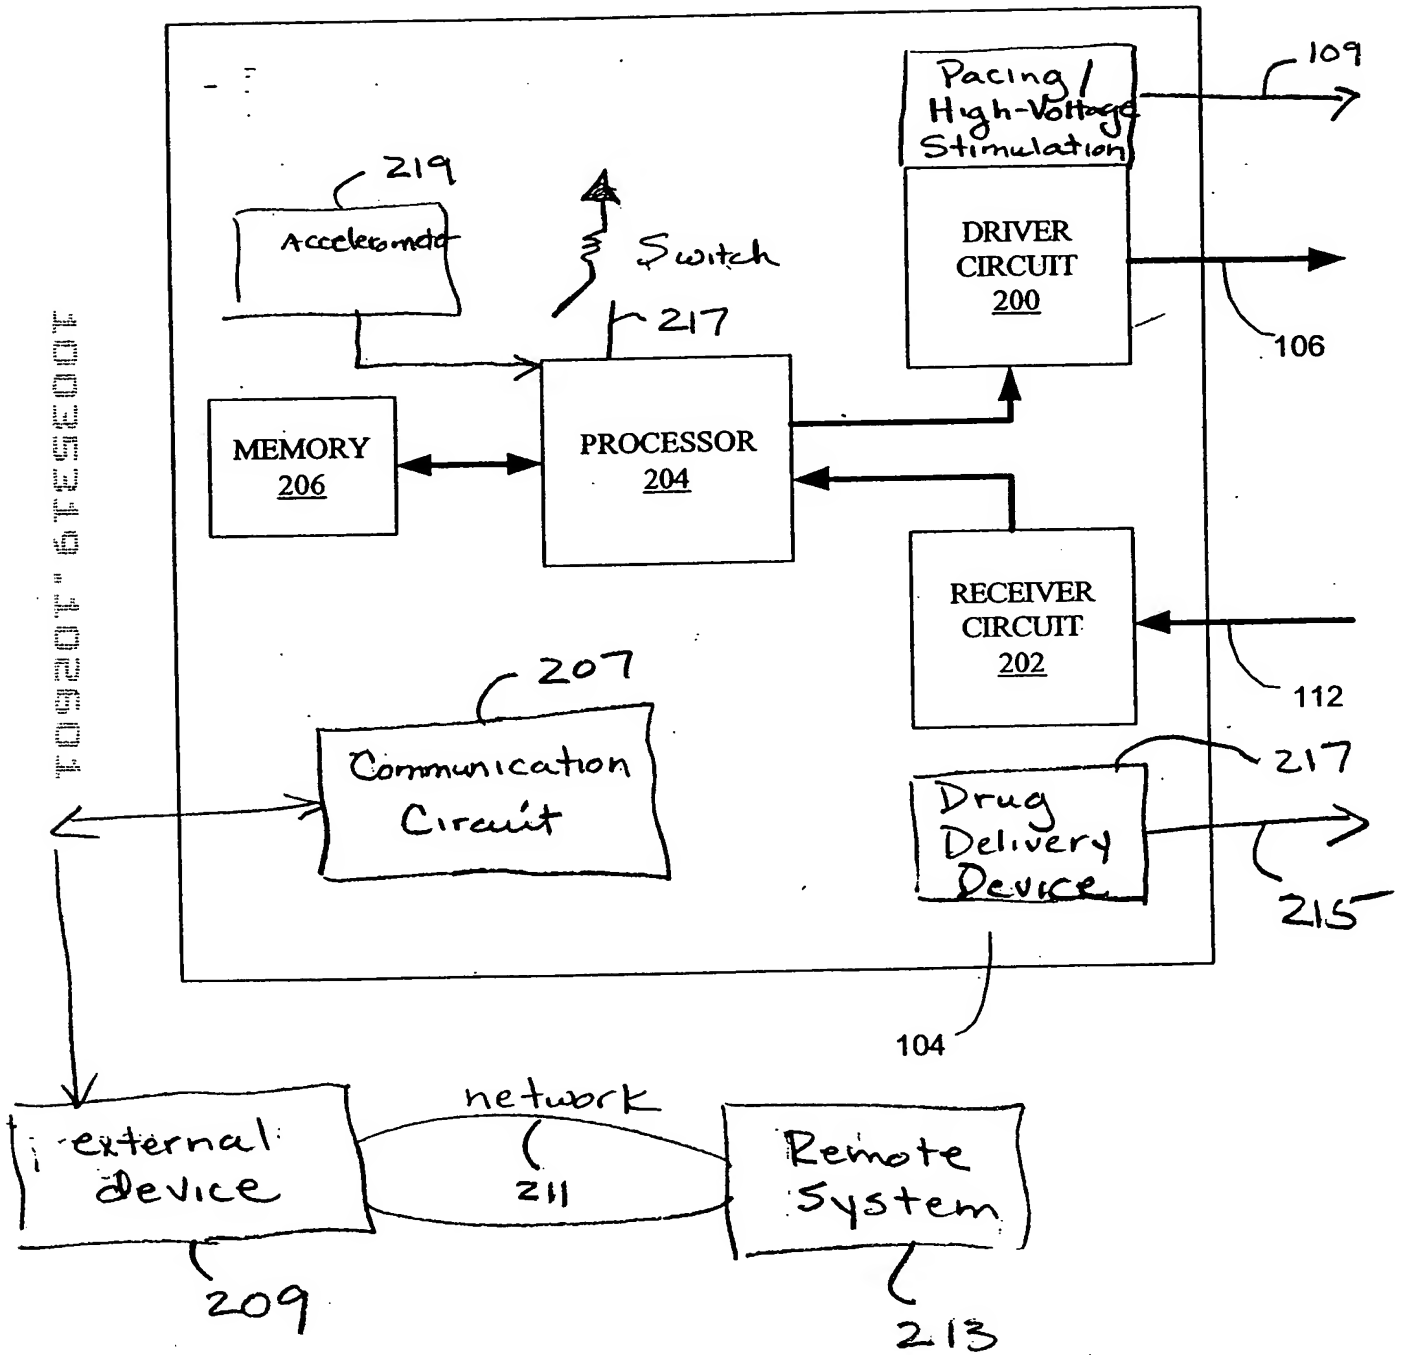 109
Pacing /
High-Voltage
Stimulation
219
Accelerometer
Switch
217
DRIVER
CIRCUIT
200
106
MEMORY
206
PROCESSOR
204
RECEIVER
CIRCUIT
202
112
10035319.102601
207
Communication
Circuit
217
Drug
Delivery
Device
215
104
network
211
external
device
209
Remote
System
213